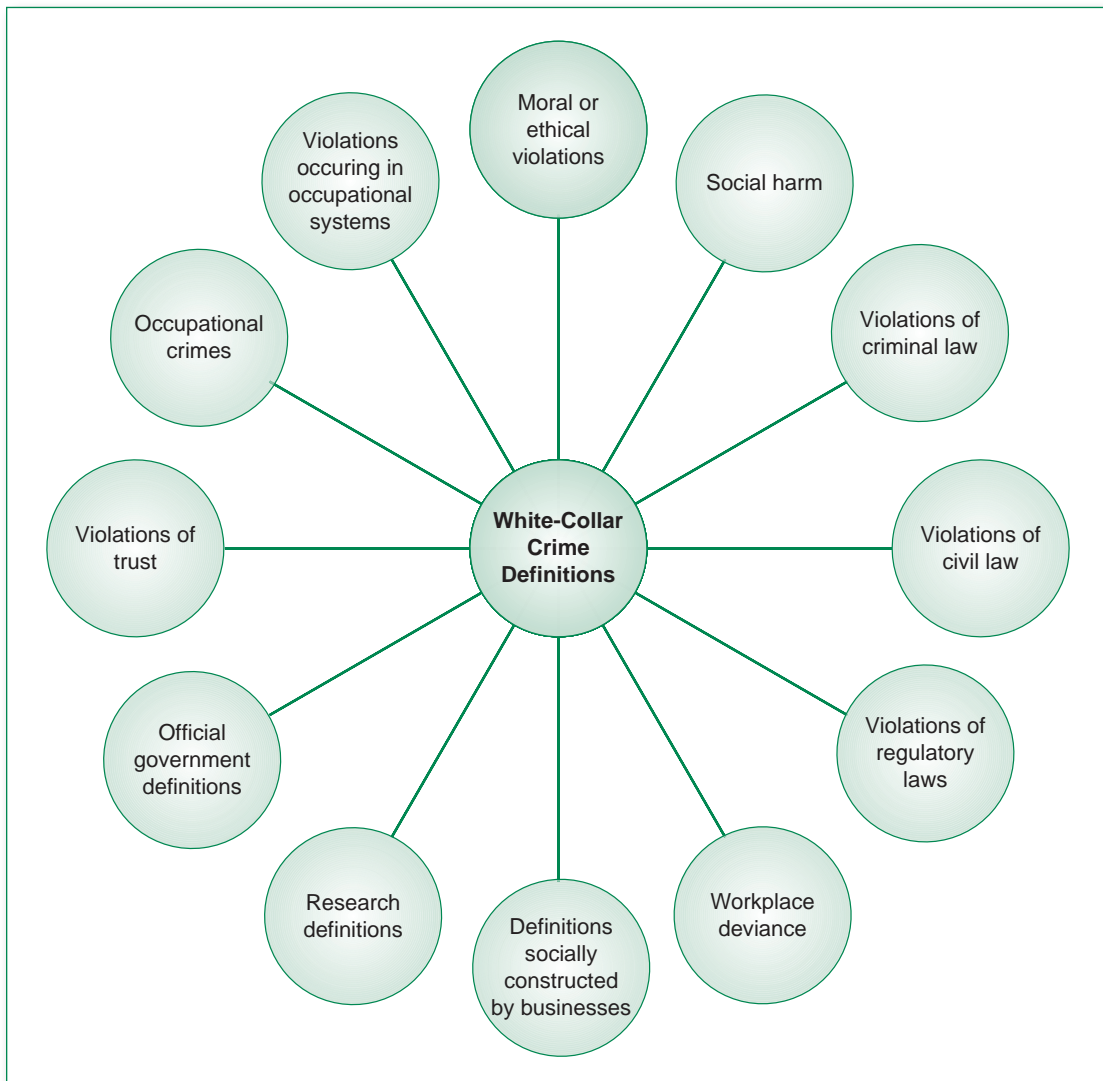 Moral or
ethical
violations
Social harm
Violations of
criminal law
Violations of
civil law
Violations of
regulatory
laws
Workplace
deviance
Definitions
socially
constructed
by businesses
Research
definitions
Official
government
definitions
Violations of
trust
Occupational
crimes
Violations
occuring in
occupational
systems
White-Collar
Crime
Definitions